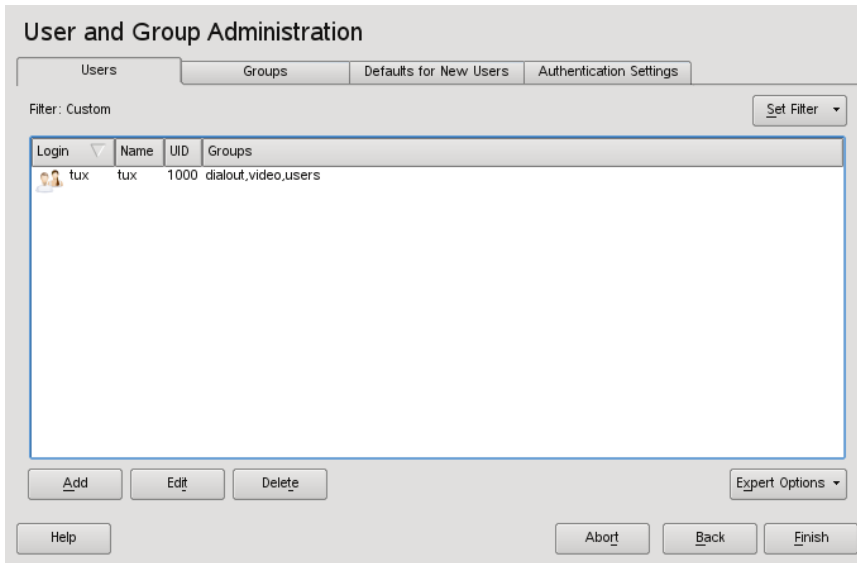 User and Group Administration
Users Groups Defaults for New Users Authentication Settings
Filter: Custom Set Filter
Login Name UID Groups
tux tux 1000 dialout,video,users
Add Edit Delete Expert Options
Help Abort Back Finish